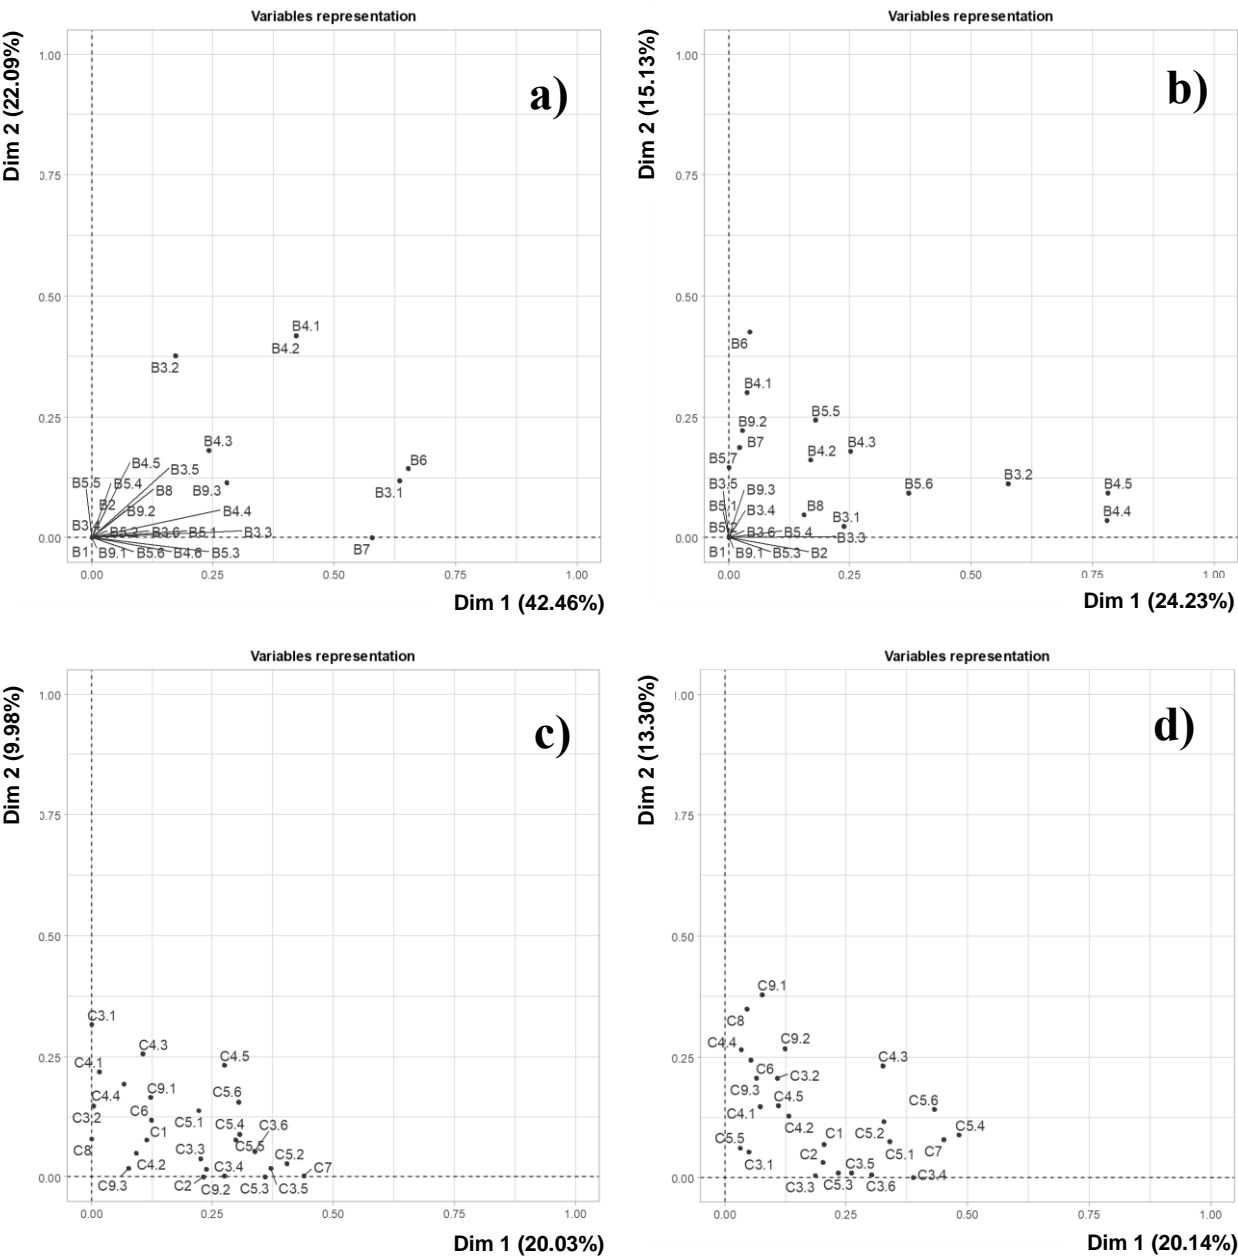 Variables representation
Dim 2 (22.09%)
a)
1.00
0.75
0.50
0.25
0.00
B4.1
B4.2
B3.2
B4.3
B4.5
B3.5
B6
B5.5
B5.4
B8
B9.3
B3.1
B2
B9.2
B4.4
B3.4
B5.2
B3.6
B5.1
B3.3
B1
B9.1
B5.6
B4.6
B5.3
B7
0.00
0.25
0.50
0.75
1.00
Dim 1 (42.46%)
Variables representation
Dim 2 (15.13%)
b)
1.00
0.75
0.50
0.25
0.00
B6
B4.1
B5.5
B9.2
B7
B4.2
B4.3
B5.7
B3.5
B9.3
B5.6
B3.2
B4.5
B5.1
B3.4
B8
B3.1
B4.4
B5.2
B3.6
B5.4
B3.3
B1
B9.1
B5.3
B2
0.00
0.25
0.50
0.75
1.00
Dim 1 (24.23%)
Variables representation
Dim 2 (9.98%)
c)
1.00
0.75
0.50
0.25
0.00
C3.1
C4.3
C4.1
C4.5
C4.4
C9.1
C5.6
C3.2
C6
C5.1
C5.4
C3.6
C1
C8
C3.3
C5.5
C5.2
C4.2
C3.4
C7
C9.3
C2
C9.2
C5.3
C3.5
0.00
0.25
0.50
0.75
1.00
Dim 1 (20.03%)
Variables representation
Dim 2 (13.30%)
d)
1.00
0.75
0.50
0.25
0.00
C9.1
C8
C4.4
C9.2
C4.3
C6
C3.2
C9.3
C4.5
C5.6
C4.1
C4.2
C5.5
C1
C5.2
C5.4
C3.1
C2
C5.1
C7
C3.5
C3.3
C5.3
C3.6
C3.4
0.00
0.25
0.50
0.75
1.00
Dim 1 (20.14%)